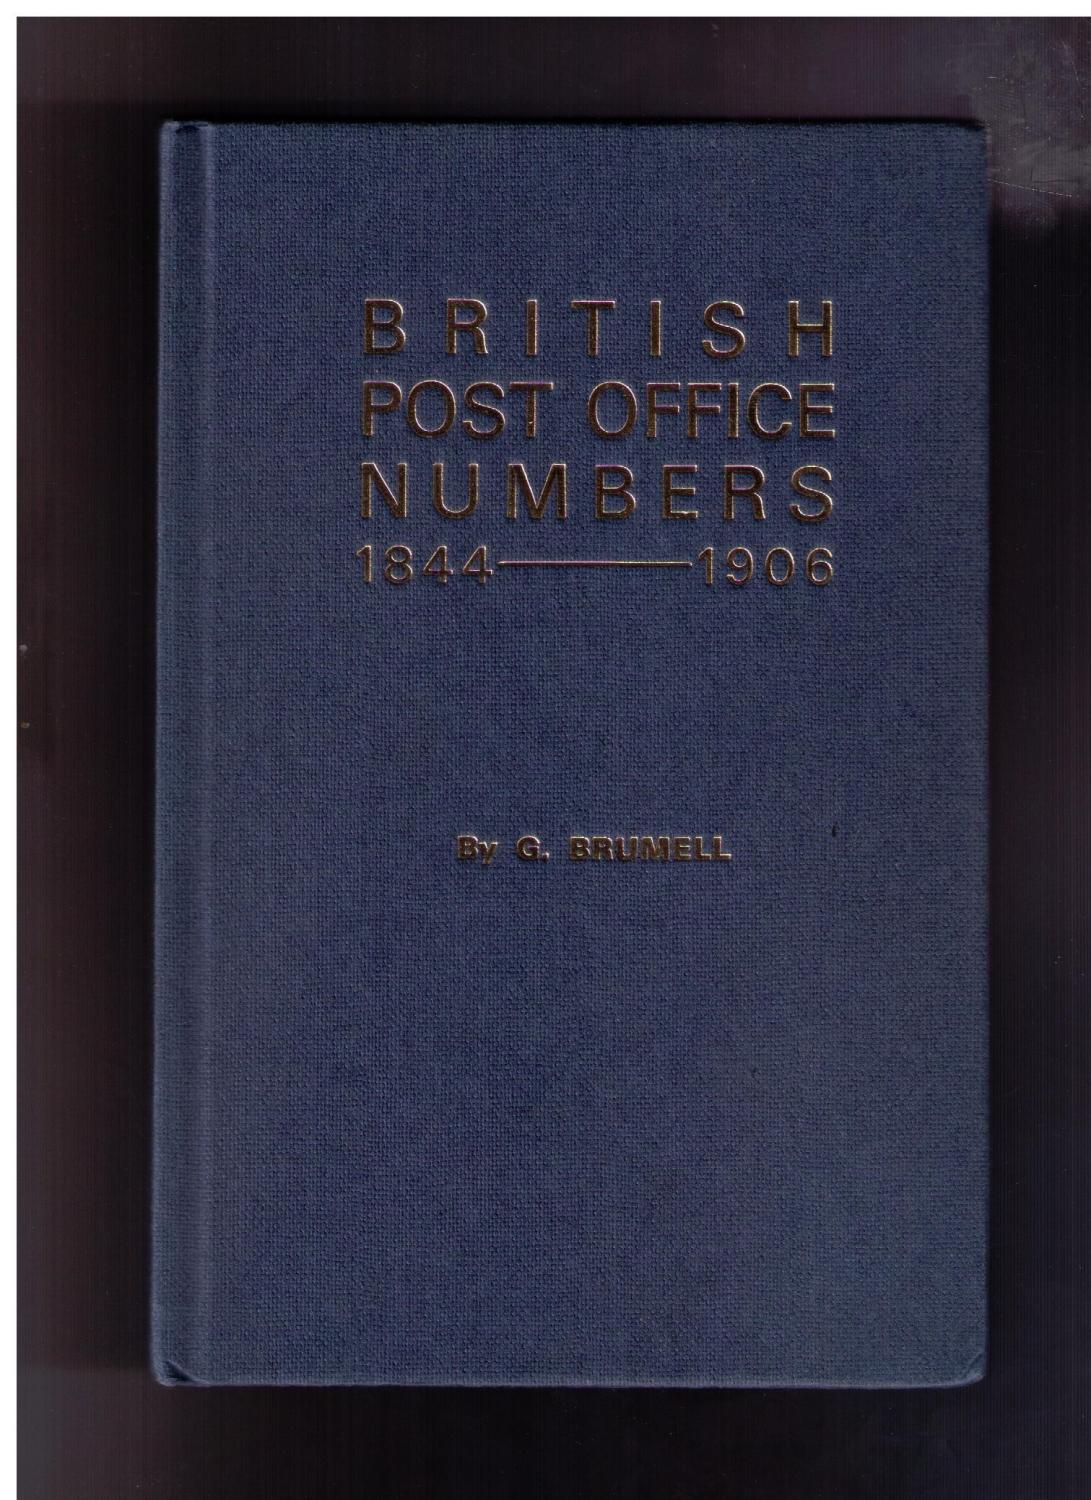 BRITISH
POST OFFICE
NUMBERS
1844——1906
By G. BRUMELL